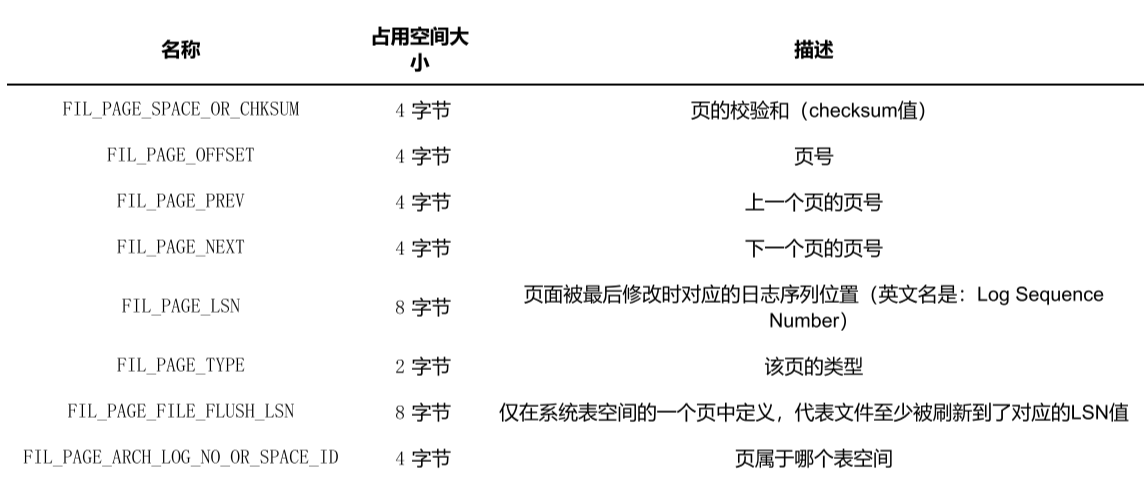 名称 占用空间大小 描述
FIL_PAGE_SPACE_OR_CHKSUM 4 字节 页的校验和（checksum值）
FIL_PAGE_OFFSET 4 字节 页号
FIL_PAGE_PREV 4 字节 上一个页的页号
FIL_PAGE_NEXT 4 字节 下一个页的页号
FIL_PAGE_LSN 8 字节 页面被最后修改时对应的日志序列位置（英文名是：Log Sequence Number）
FIL_PAGE_TYPE 2 字节 该页的类型
FIL_PAGE_FILE_FLUSH_LSN 8 字节 仅在系统表空间的一个页中定义，代表文件至少被刷新到了对应的LSN值
FIL_PAGE_ARCH_LOG_NO_OR_SPACE_ID 4 字节 页属于哪个表空间